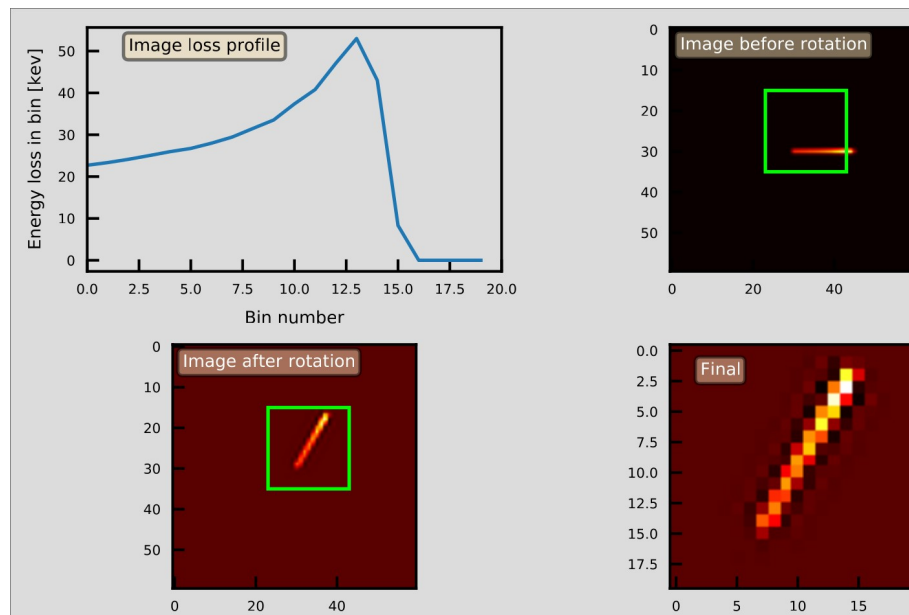 Image loss profile
Energy loss in bin [kev]
50
40
30
20
10
0
0.0 2.5 5.0 7.5 10.0 12.5 15.0 17.5 20.0
Bin number
Image before rotation
0
10
20
30
40
50
0 20 40
Image after rotation
0
10
20
30
40
50
0 20 40
Final
0.0
2.5
5.0
7.5
10.0
12.5
15.0
17.5
0 5 10 15